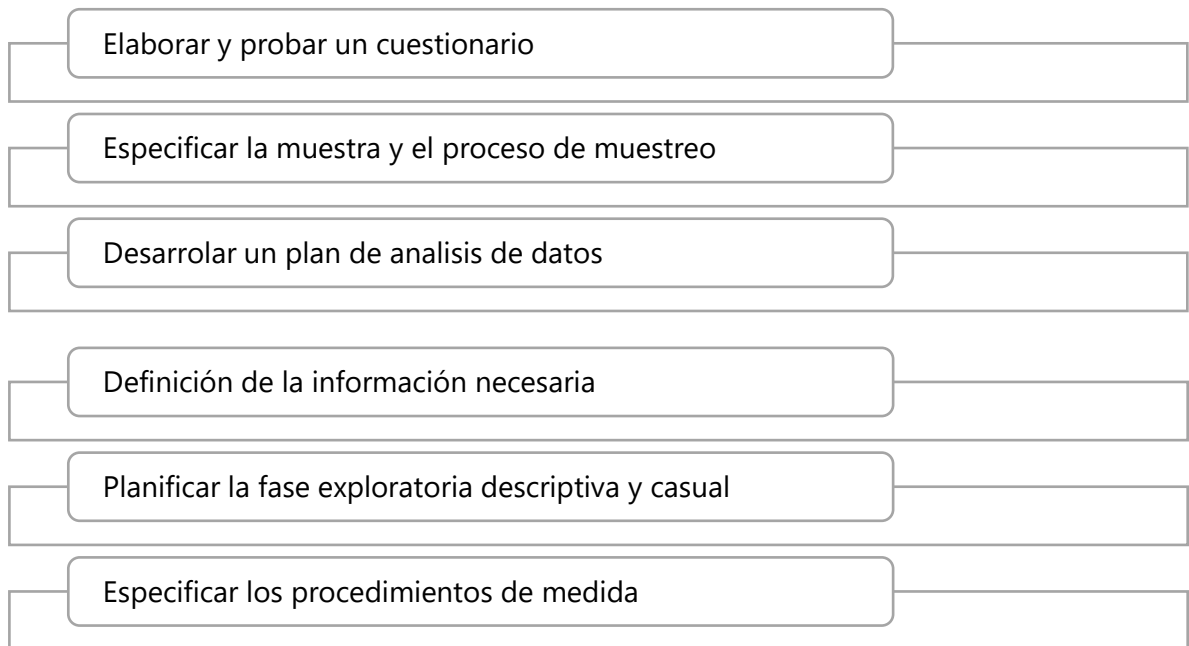 Elaborar y probar un cuestionario
Especificar la muestra y el proceso de muestreo
Desarrolar un plan de analisis de datos
Definición de la información necesaria
Planificar la fase exploratoria descriptiva y casual
Especificar los procedimientos de medida